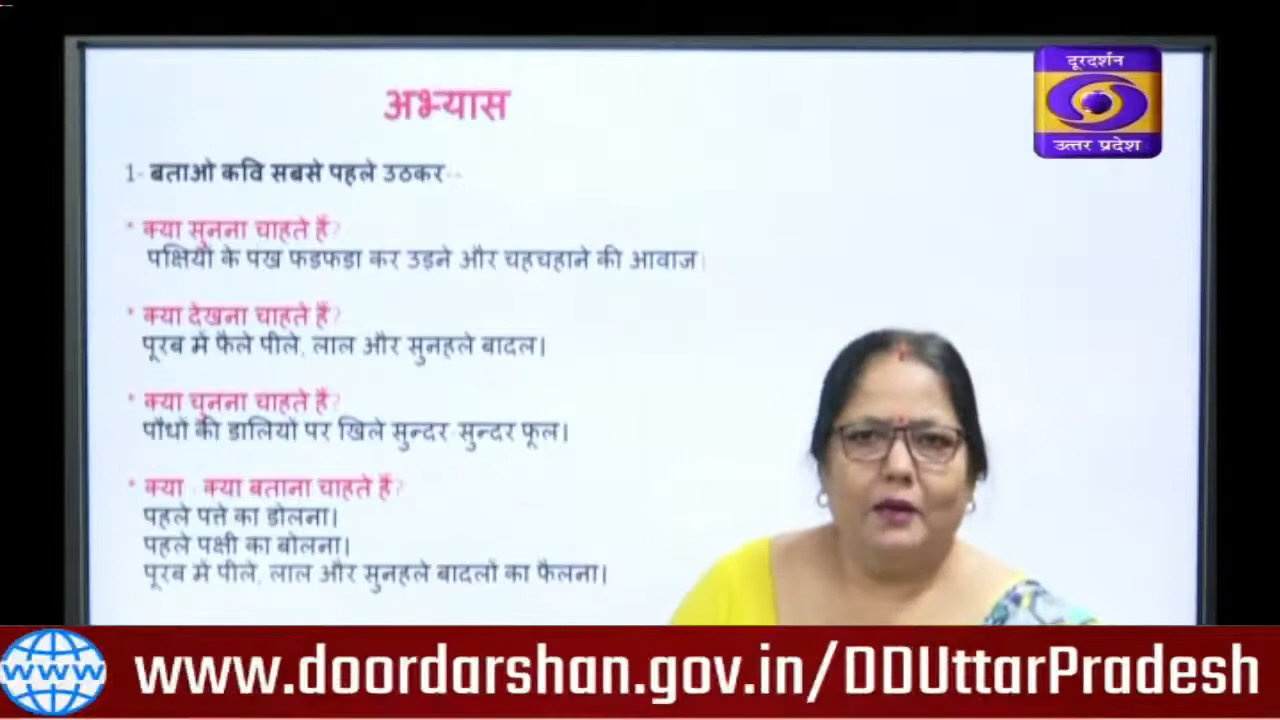 दूरदर्शन
उत्तर प्रदेश
अभ्यास
1- बताओ कवि सबसे पहले उठकर--
* क्या सुनना चाहते हैं?
पक्षियों के पंख फडफडा कर उड़ने और चहचहाने की आवाज।
* क्या देखना चाहते हैं?
पूरब में फैले पीले, लाल और सुनहले बादल।
* क्या चुनना चाहते हैं?
पौधों की डालियों पर खिले सुन्दर-सुन्दर फूल।
* क्या - क्या बताना चाहते हैं?
पहले पत्ते का डोलना।
पहले पक्षी का बोलना।
पूरब में पीले, लाल और सुनहले बादलों का फैलना।
www www.doordarshan.gov.in/DDUttarPradesh